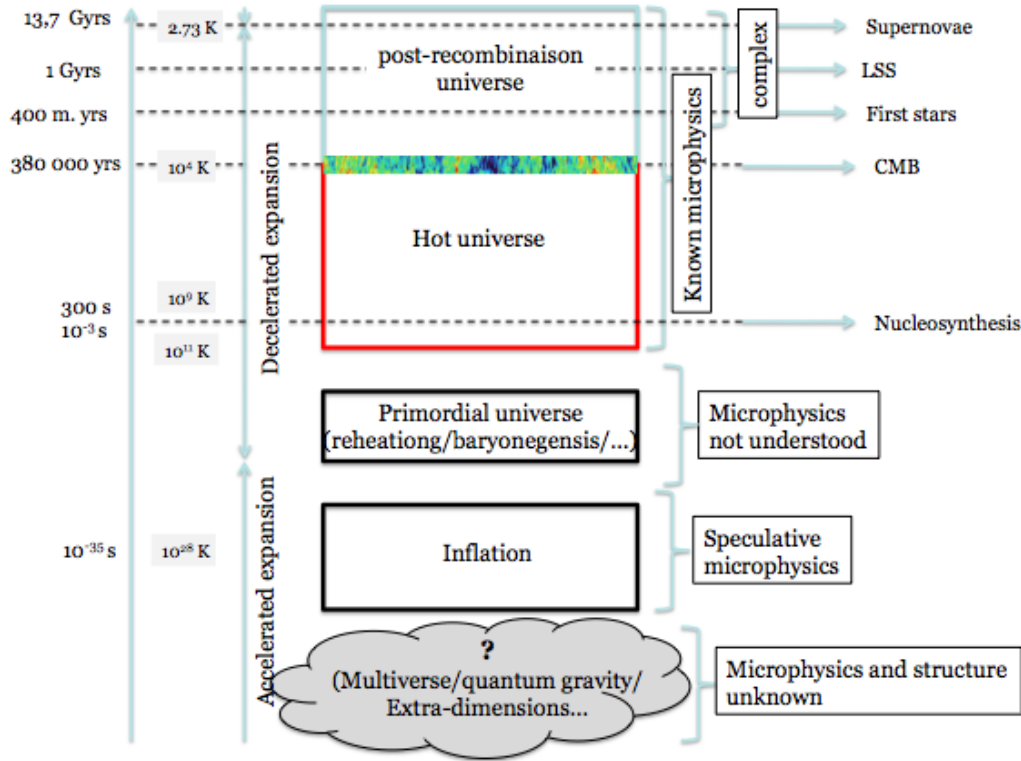 13,7 Gyrs
2.73 K
Supernovae
post-recombinaison
universe
1 Gyrs
LSS
complex
400 m. yrs
First stars
380 000 yrs
10⁴ K
CMB
Known microphysics
Decelerated expansion
Hot universe
10⁹ K
300 s
10⁻³ s
Nucleosynthesis
10¹¹ K
Primordial universe
(reheationg/baryonegensis/...)
Microphysics
not understood
Accelerated expansion
10⁻³⁵ s
10²⁸ K
Inflation
Speculative
microphysics
?
(Multiverse/quantum gravity/
Extra-dimensions...
Microphysics and structure
unknown